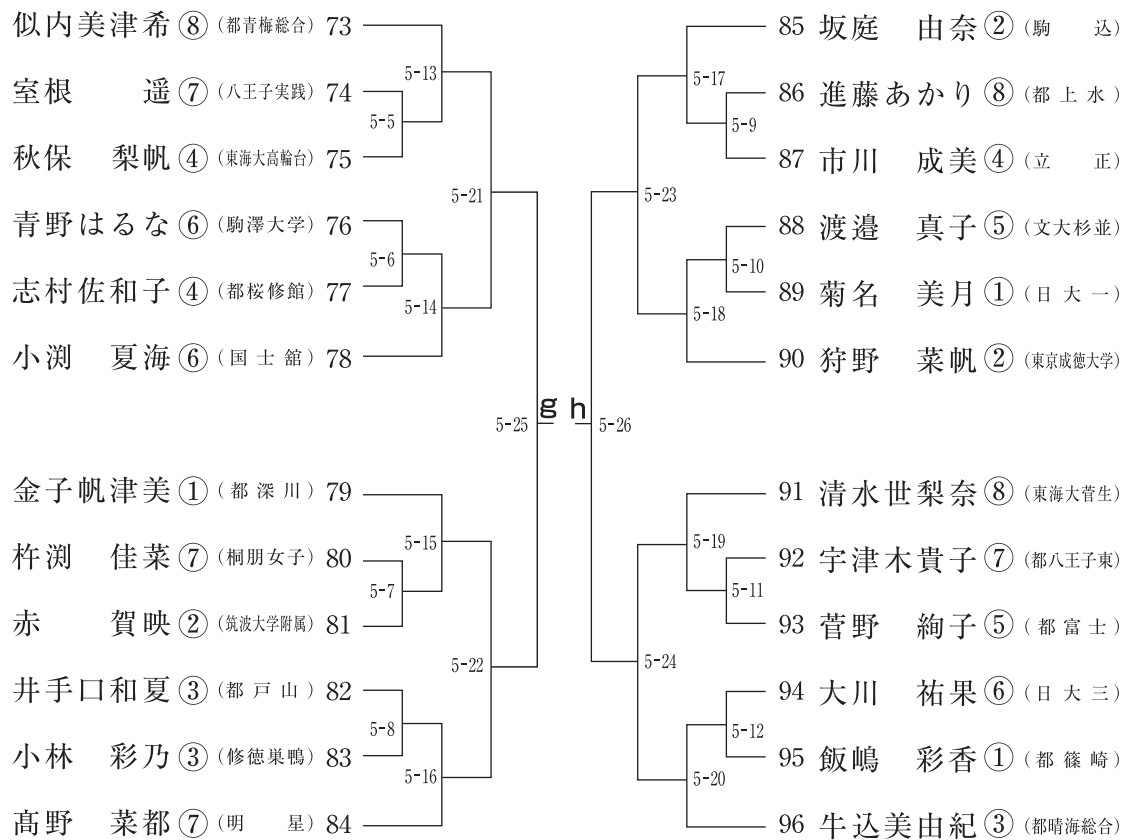 似内美津希⑧(都青梅総合) 73
5-13
室根 遥⑦(八王子実践) 74
5-5
秋保 梨帆④(東海大高輪台) 75
5-21
青野はるな⑥(駒澤大学) 76
5-6
志村佐和子④(都桜修館) 77
5-14
小渕 夏海⑥(国士舘) 78
5-25
g
金子帆津美①(都深川) 79
5-15
杵渕 佳菜⑦(桐朋女子) 80
5-7
赤 賀映②(筑波大学附属) 81
5-22
井手口和夏③(都戸山) 82
5-8
小林 彩乃③(修徳巣鴨) 83
5-16
髙野 菜都⑦(明星) 84
85 坂庭 由奈②(駒込)
5-17
86 進藤あかり⑧(都上水)
5-9
87 市川 成美④(立正)
5-23
88 渡邉 真子⑤(文大杉並)
5-10
89 菊名 美月①(日大一)
5-18
90 狩野 菜帆②(東京成徳大学)
h
5-26
91 清水世梨奈⑧(東海大菅生)
5-19
92 宇津木貴子⑦(都八王子東)
5-11
93 菅野 絢子⑤(都富士)
5-24
94 大川 祐果⑥(日大三)
5-12
95 飯嶋 彩香①(都篠崎)
5-20
96 牛込美由紀③(都晴海総合)